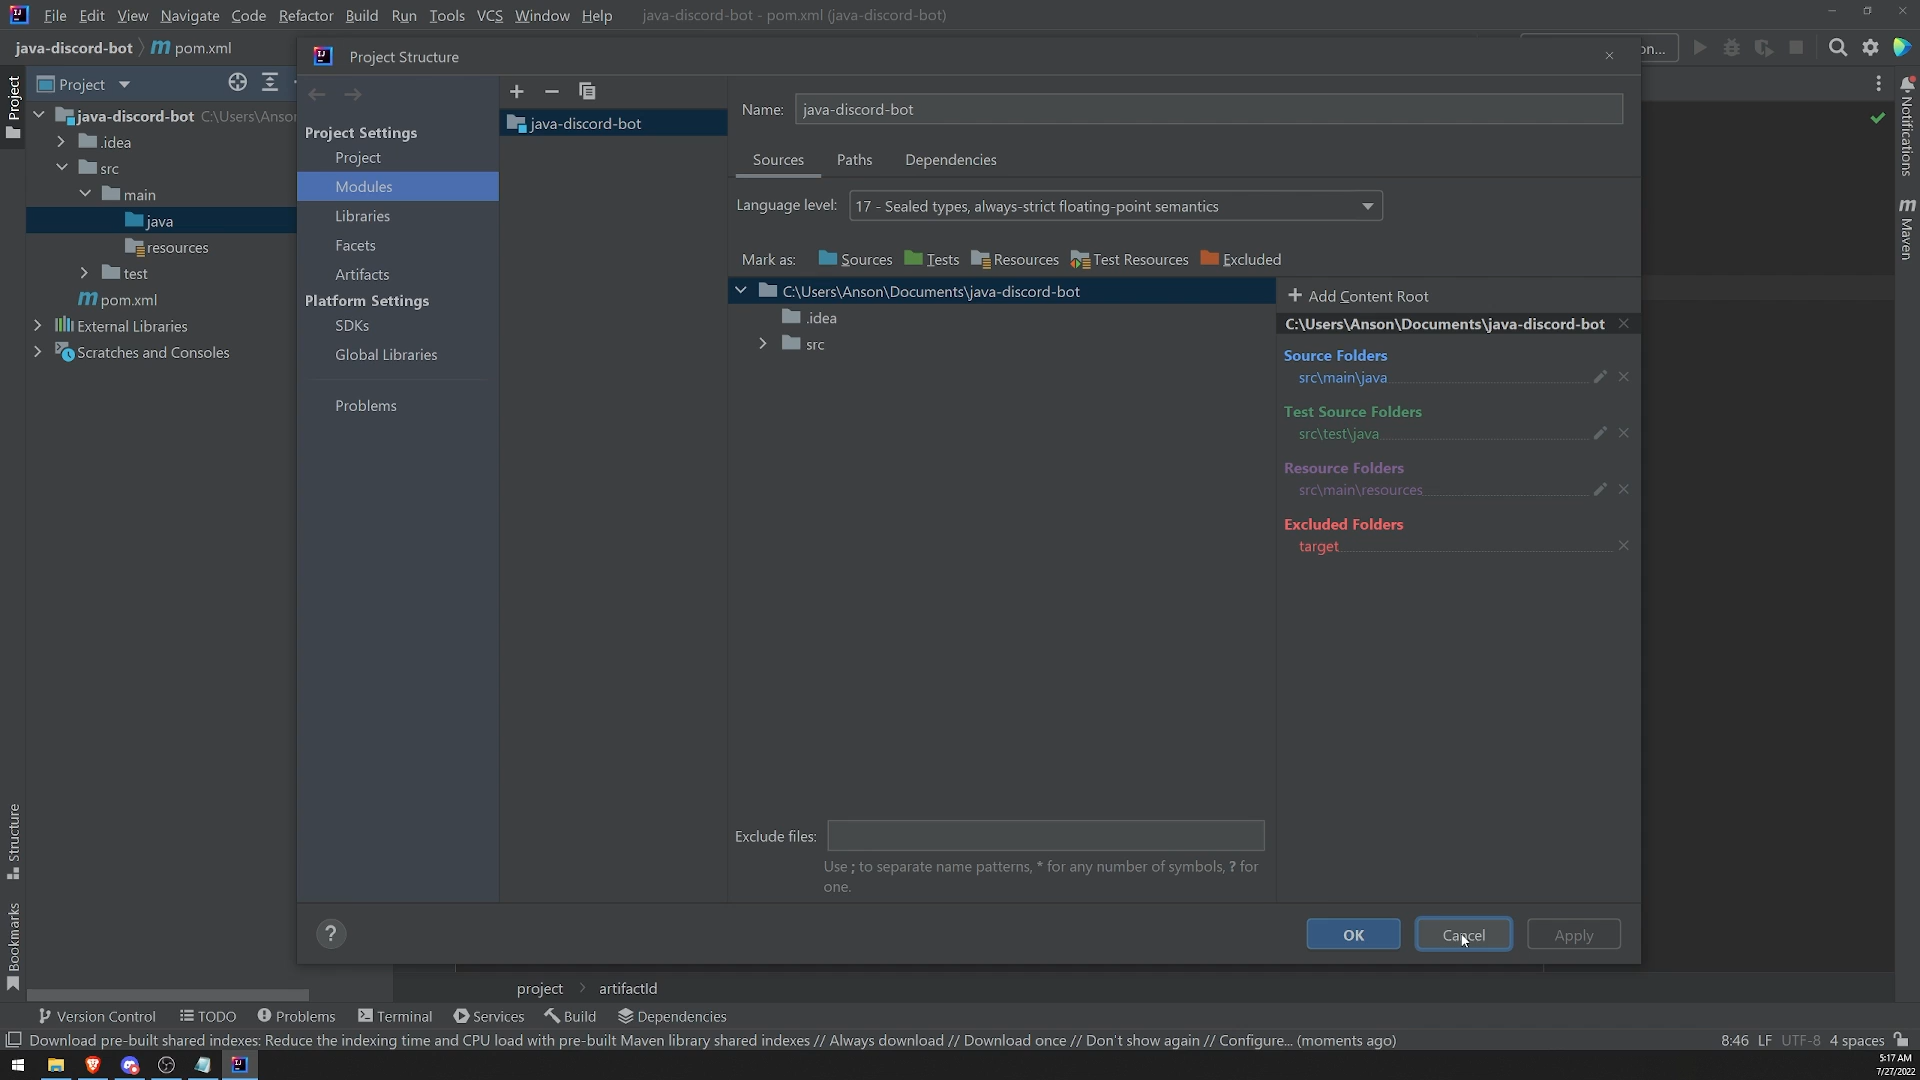 File Edit View Navigate Code Refactor Build Run Tools VCS Window Help java-discord-bot - pom.xml (java-discord-bot)
java-discord-bot pom.xml
on...
Project
java-discord-bot C:\Users\Anson
.idea
src
main
java
resources
test
pom.xml
External Libraries
Scratches and Consoles
Project
Structure
Bookmarks
Project Structure
Project Settings
Project
Modules
Libraries
Facets
Artifacts
Platform Settings
SDKs
Global Libraries
Problems
java-discord-bot
Name: java-discord-bot
Sources Paths Dependencies
Language level: 17 - Sealed types, always-strict floating-point semantics
Mark as: Sources Tests Resources Test Resources Excluded
C:\Users\Anson\Documents\java-discord-bot
.idea
src
Exclude files:
Use ; to separate name patterns, * for any number of symbols, ? for
one.
+ Add Content Root
C:\Users\Anson\Documents\java-discord-bot
Source Folders
src\main\java
Test Source Folders
src\test\java
Resource Folders
src\main\resources
Excluded Folders
target
? OK Cancel Apply
Notifications
Maven
project > artifactId
Version Control TODO Problems Terminal Services Build Dependencies
Download pre-built shared indexes: Reduce the indexing time and CPU load with pre-built Maven library shared indexes // Always download // Download once // Don't show again // Configure... (moments ago) 8:46 LF UTF-8 4 spaces
5:17 AM
7/27/2022